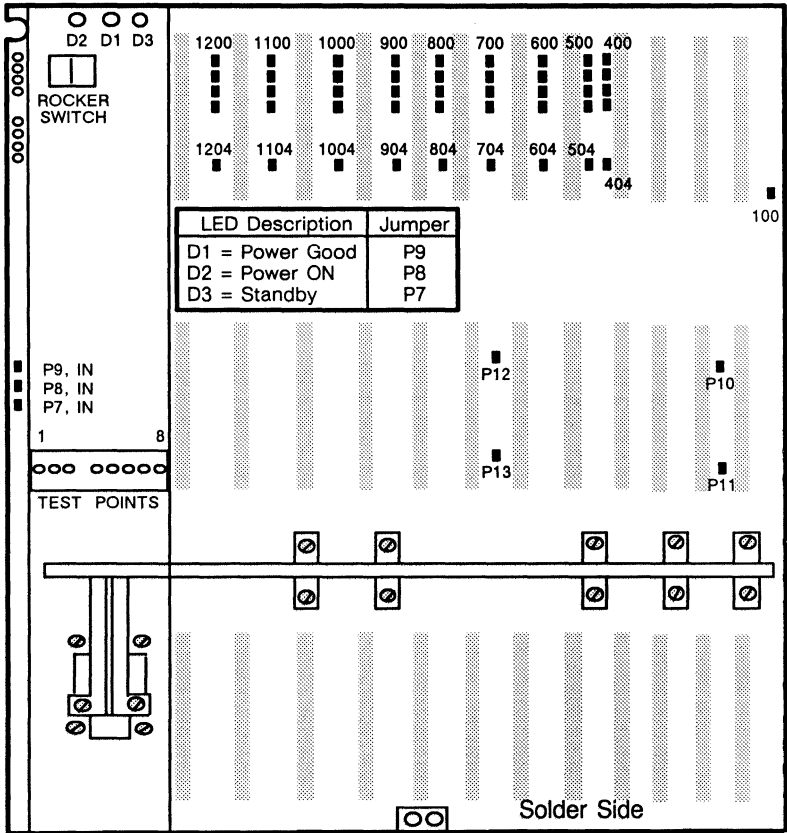 D2 D1 D3
ROCKER
SWITCH
1200 1100 1000 900 800 700 600 500 400
1204 1104 1004 904 804 704 604 504
404
100
LED Description Jumper
D1 = Power Good P9
D2 = Power ON P8
D3 = Standby P7
P9, IN
P8, IN
P7, IN
P12
P10
1 8
P13
P11
TEST POINTS
Solder Side